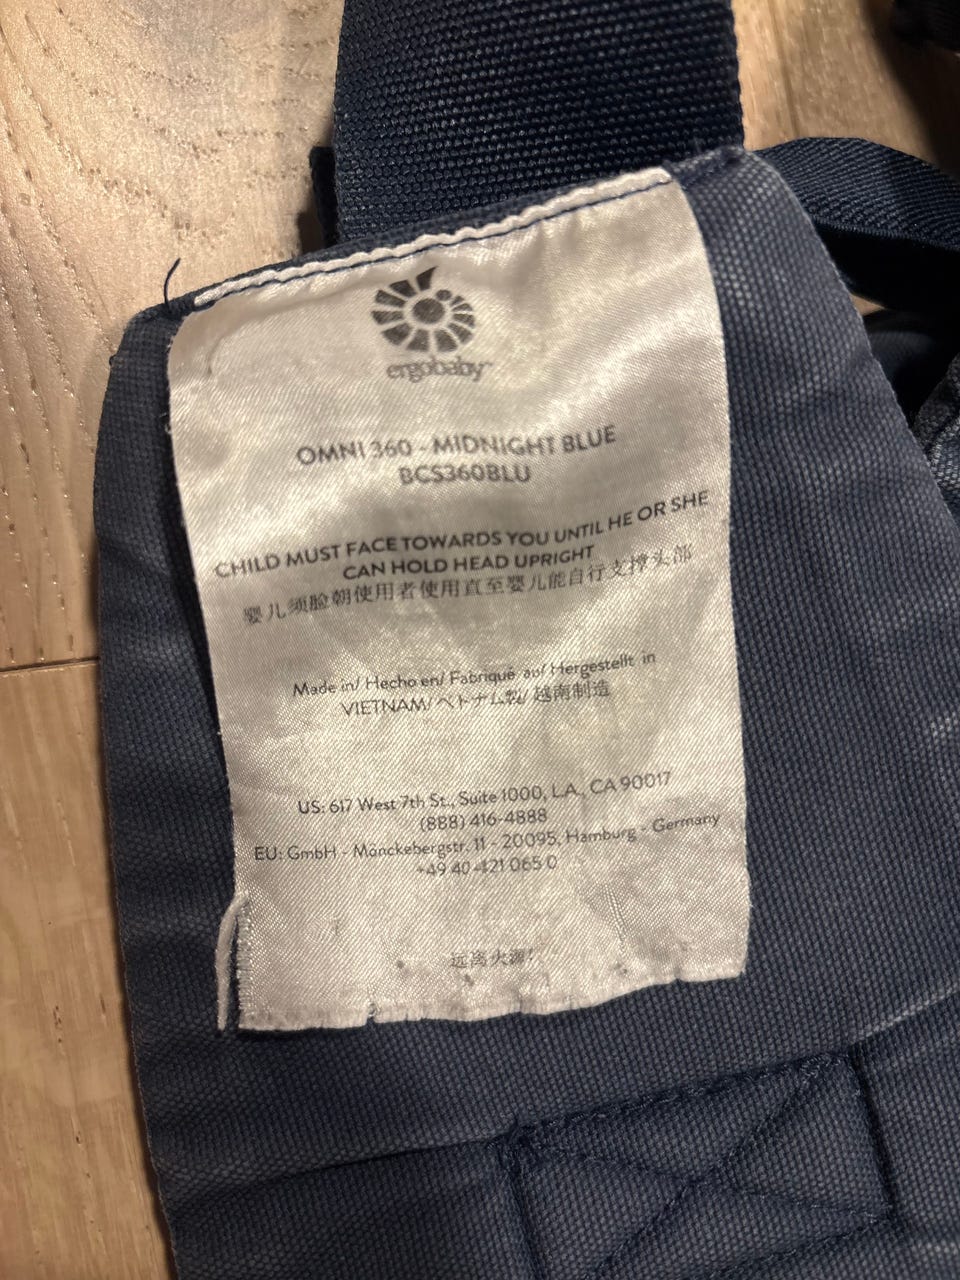 ergobaby™
OMNI 360 - MIDNIGHT BLUE
BCS360BLU
CHILD MUST FACE TOWARDS YOU UNTIL HE OR SHE
CAN HOLD HEAD UPRIGHT
婴儿须脸朝使用者使用直至婴儿能自行支撑头部
Made in/ Hecho en/ Fabriqué au/ Hergestellt in
VIETNAM/ベトナム製/ 越南制造
US: 617 West 7th St., Suite 1000, L.A., CA 90017
(888) 416-4888
EU: GmbH - Mönckebergstr. 11 - 20095, Hamburg - Germany
+49 40 421 065 0
远离火源!